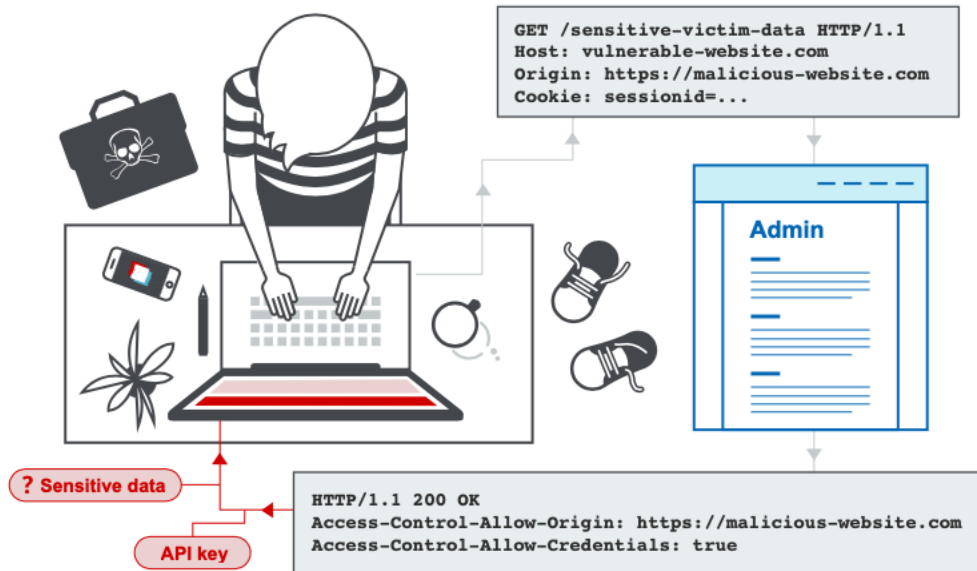 GET /sensitive-victim-data HTTP/1.1
Host: vulnerable-website.com
Origin: https://malicious-website.com
Cookie: sessionid=...
Admin
? Sensitive data
API key
HTTP/1.1 200 OK
Access-Control-Allow-Origin: https://malicious-website.com
Access-Control-Allow-Credentials: true